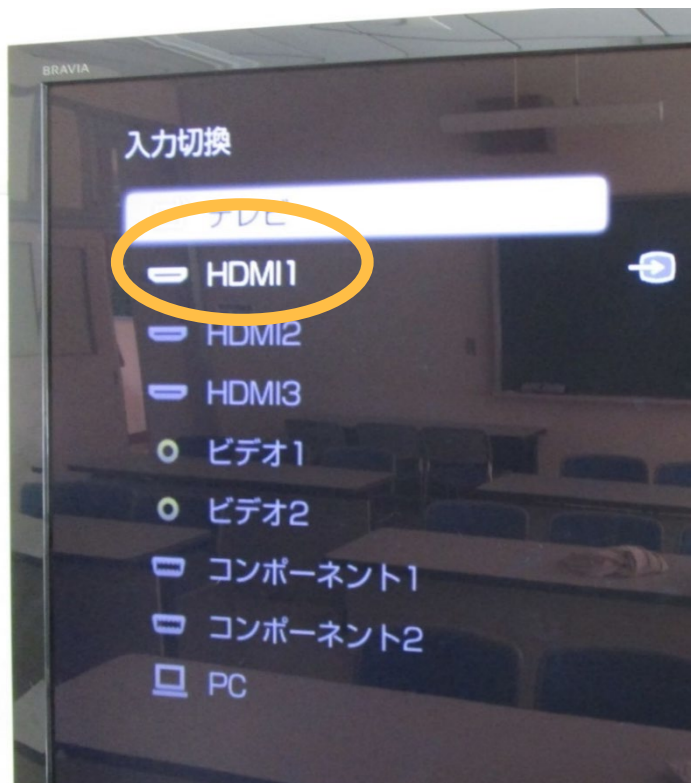 BRAVIA
入力切換
テレビ
HDMI1
HDMI2
HDMI3
ビデオ1
ビデオ2
コンポーネント1
コンポーネント2
PC